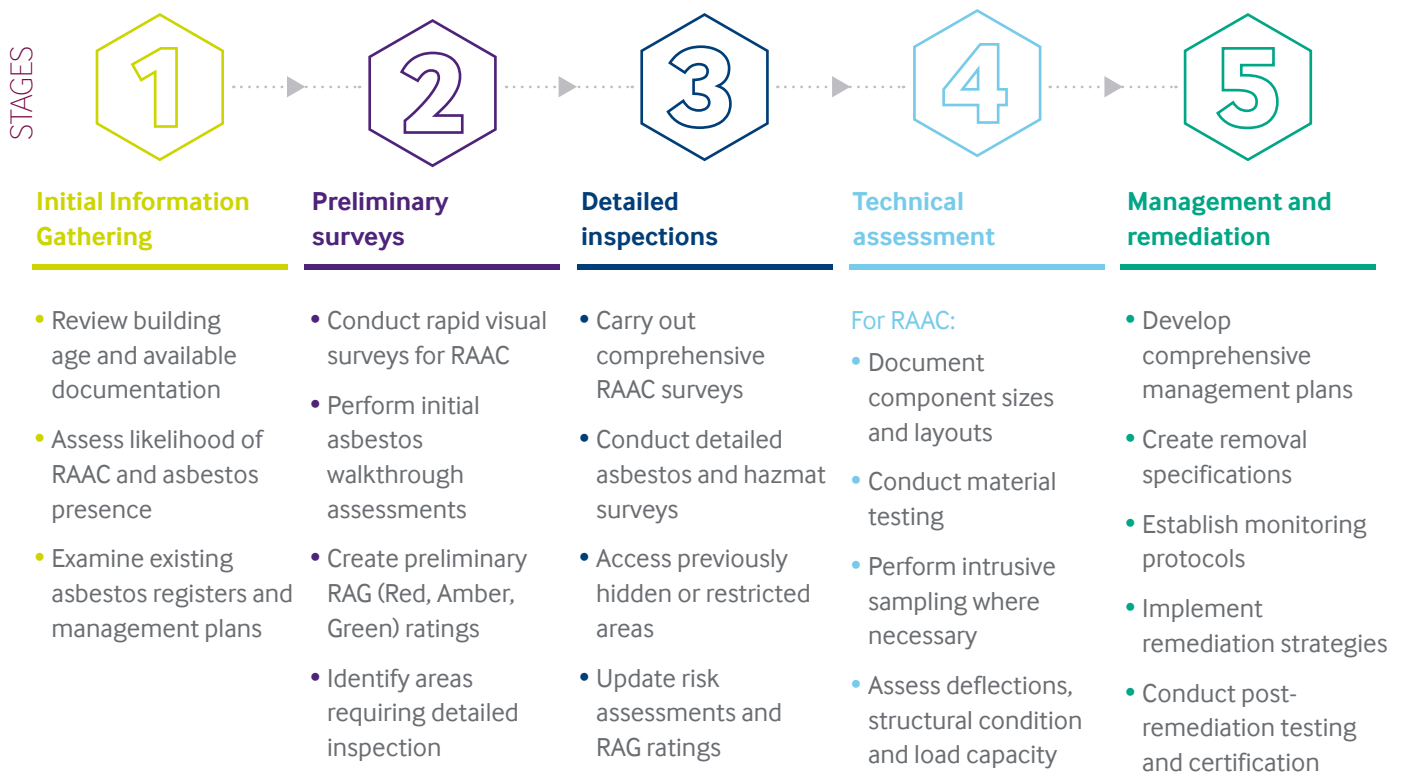 STAGES
1
2
3
4
5
Initial Information
Gathering
• Review building
age and available
documentation
• Assess likelihood of
RAAC and asbestos
presence
• Examine existing
asbestos registers and
management plans
Preliminary
surveys
• Conduct rapid visual
surveys for RAAC
• Perform initial
asbestos
walkthrough
assessments
• Create preliminary
RAG (Red, Amber,
Green) ratings
• Identify areas
requiring detailed
inspection
Detailed
inspections
• Carry out
comprehensive
RAAC surveys
• Conduct detailed
asbestos and hazmat
surveys
• Access previously
hidden or restricted
areas
• Update risk
assessments and
RAG ratings
Technical
assessment
For RAAC:
• Document
component sizes
and layouts
• Conduct material
testing
• Perform intrusive
sampling where
necessary
• Assess deflections,
structural condition
and load capacity
Management and
remediation
• Develop
comprehensive
management plans
• Create removal
specifications
• Establish monitoring
protocols
• Implement
remediation strategies
• Conduct post-
remediation testing
and certification